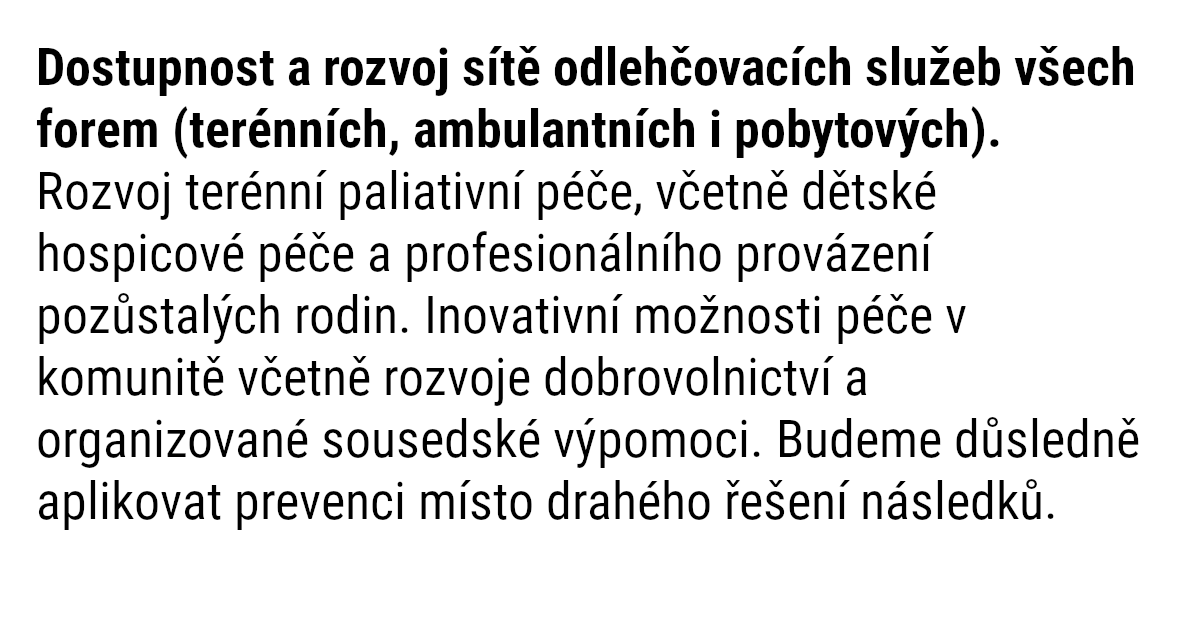 Dostupnost a rozvoj sítě odlehčovacích služeb všech
forem (terénních, ambulantních i pobytových).
Rozvoj terénní paliativní péče, včetně dětské
hospicové péče a profesionálního provázení
pozůstalých rodin. Inovativní možnosti péče v
komunitě včetně rozvoje dobrovolnictví a
organizované sousedské výpomoci. Budeme důsledně
aplikovat prevenci místo drahého řešení následků.